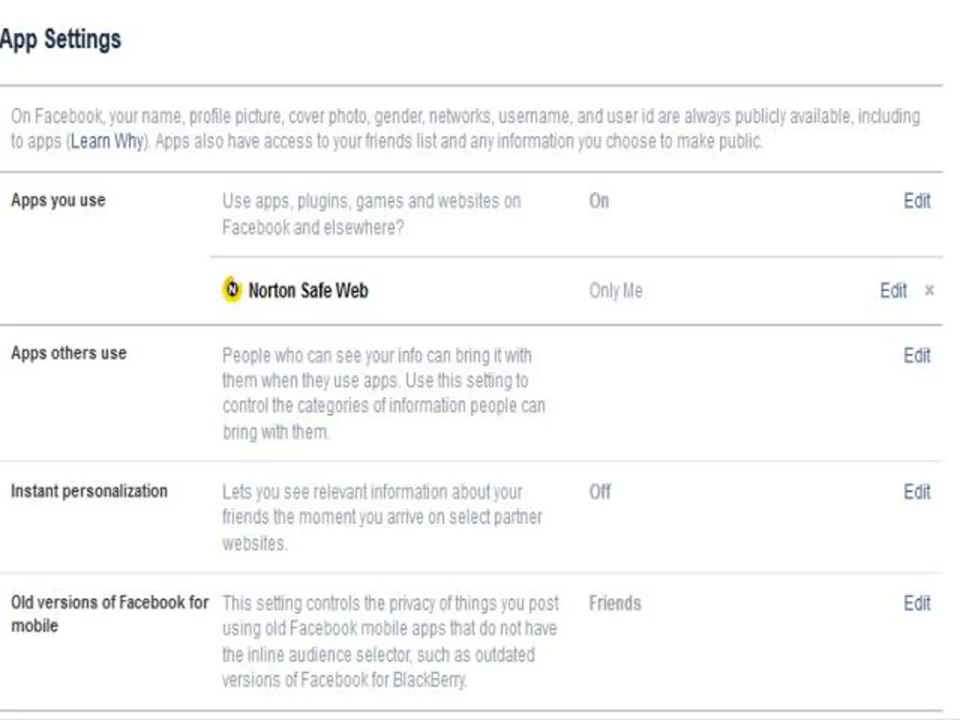 App Settings
On Facebook, your name, profile picture, cover photo, gender, networks, username, and user id are always publicly available, including
to apps (Learn Why). Apps also have access to your friends list and any information you choose to make public.
Apps you use
Use apps, plugins, games and websites on
Facebook and elsewhere?
On
Edit
N
Norton Safe Web
Only Me
Edit
×
Apps others use
People who can see your info can bring it with
them when they use apps. Use this setting to
control the categories of information people can
bring with them.
Edit
Instant personalization
Lets you see relevant information about your
friends the moment you arrive on select partner
websites.
Off
Edit
Old versions of Facebook for
mobile
This setting controls the privacy of things you post
using old Facebook mobile apps that do not have
the inline audience selector, such as outdated
versions of Facebook for BlackBerry.
Friends
Edit